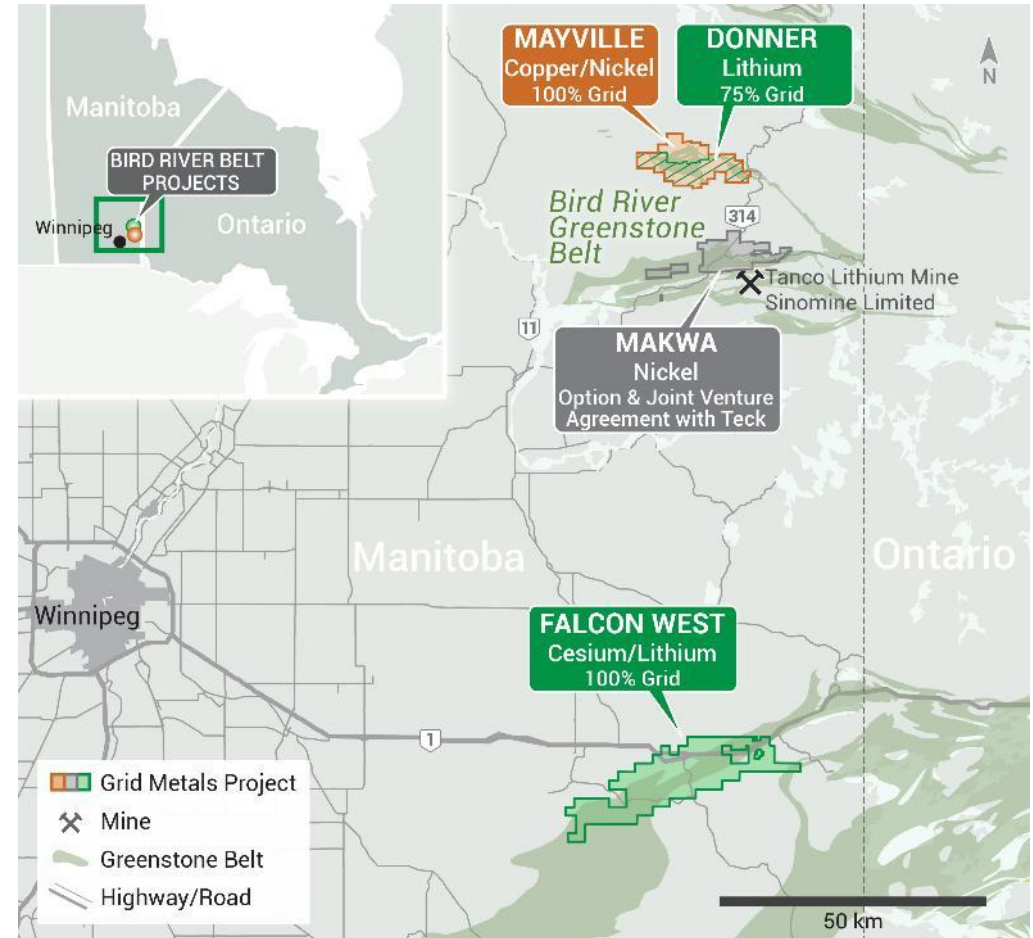 Manitoba
BIRD RIVER BELT
PROJECTS
Winnipeg
Ontario
MAYVILLE
Copper/Nickel
100% Grid
DONNER
Lithium
75% Grid
N
Bird River
Greenstone
Belt
314
Tanco Lithium Mine
Sinomine Limited
11
MAKWA
Nickel
Option & Joint Venture
Agreement with Teck
Manitoba
Ontario
Winnipeg
FALCON WEST
Cesium/Lithium
100% Grid
1
Grid Metals Project
Mine
Greenstone Belt
Highway/Road
50 km